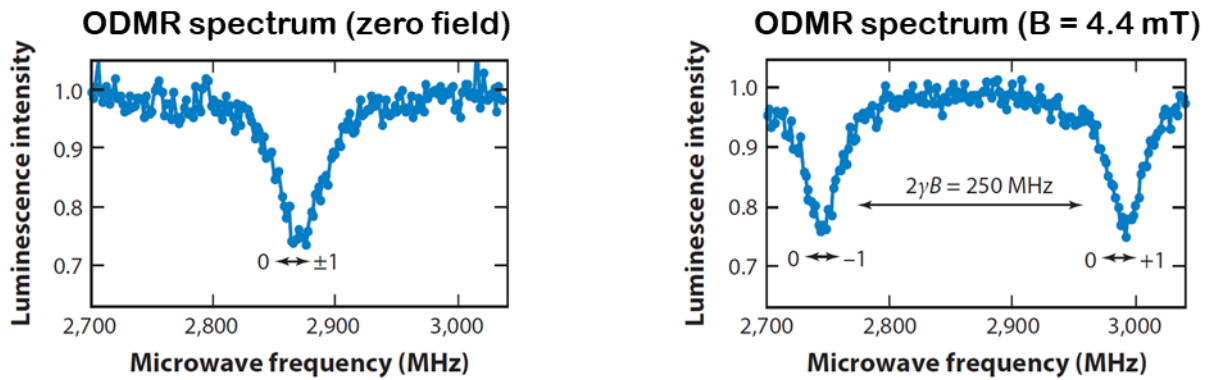 ODMR spectrum (zero field)
Luminescence intensity
1.0
0.9
0.8
0.7
0 ±1
2,700 2,800 2,900 3,000
Microwave frequency (MHz)
ODMR spectrum (B = 4.4 mT)
Luminescence intensity
1.0
0.9
0.8
0.7
2γB = 250 MHz
0 −1
0 +1
2,700 2,800 2,900 3,000
Microwave frequency (MHz)